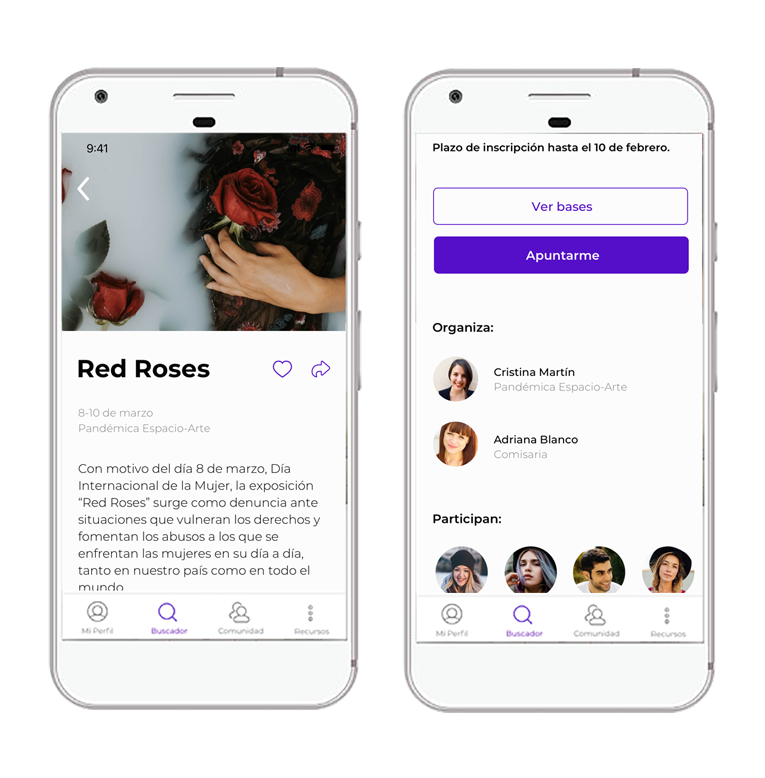 9:41
Red Roses
8-10 de marzo
Pandémica Espacio-Arte
Con motivo del día 8 de marzo, Día
Internacional de la Mujer, la exposición
“Red Roses” surge como denuncia ante
situaciones que vulneran los derechos y
fomentan los abusos a los que se
enfrentan las mujeres en su día a día,
tanto en nuestro país como en todo el
mundo
Mi Perfil
Buscador
Comunidad
Recursos
Plazo de inscripción hasta el 10 de febrero.
Ver bases
Apuntarme
Organiza:
Cristina Martín
Pandémica Espacio-Arte
Adriana Blanco
Comisaria
Participan:
Mi Perfil
Buscador
Comunidad
Recursos